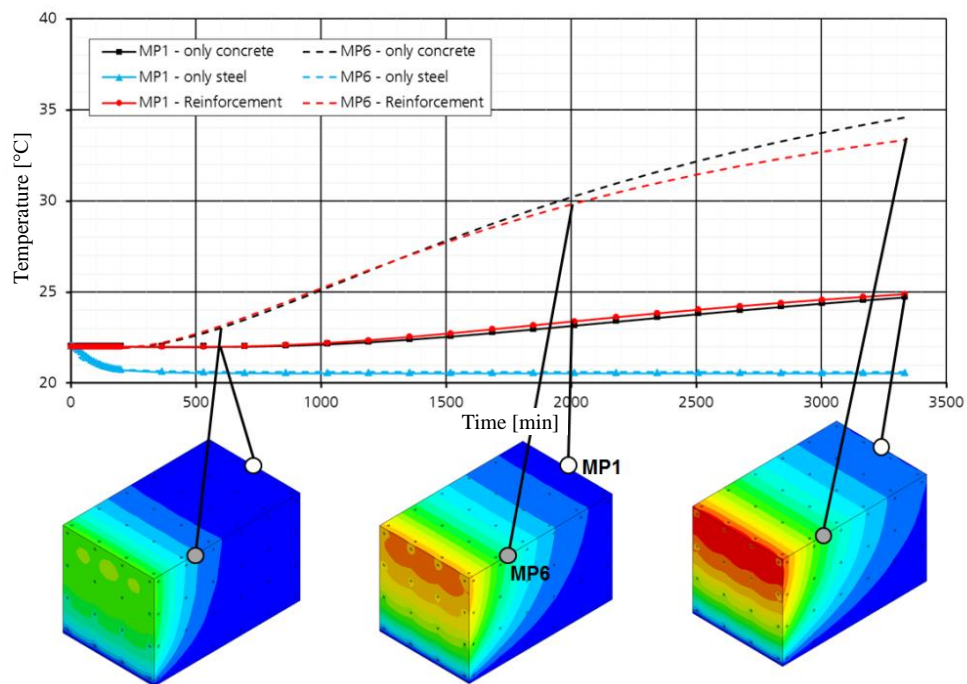 40
35
30
25
20
Temperature [°C]
MP1 - only concrete
MP6 - only concrete
MP1 - only steel
MP6 - only steel
MP1 - Reinforcement
MP6 - Reinforcement
0 500 1000 1500 2000 2500 3000 3500
Time [min]
MP1
MP6